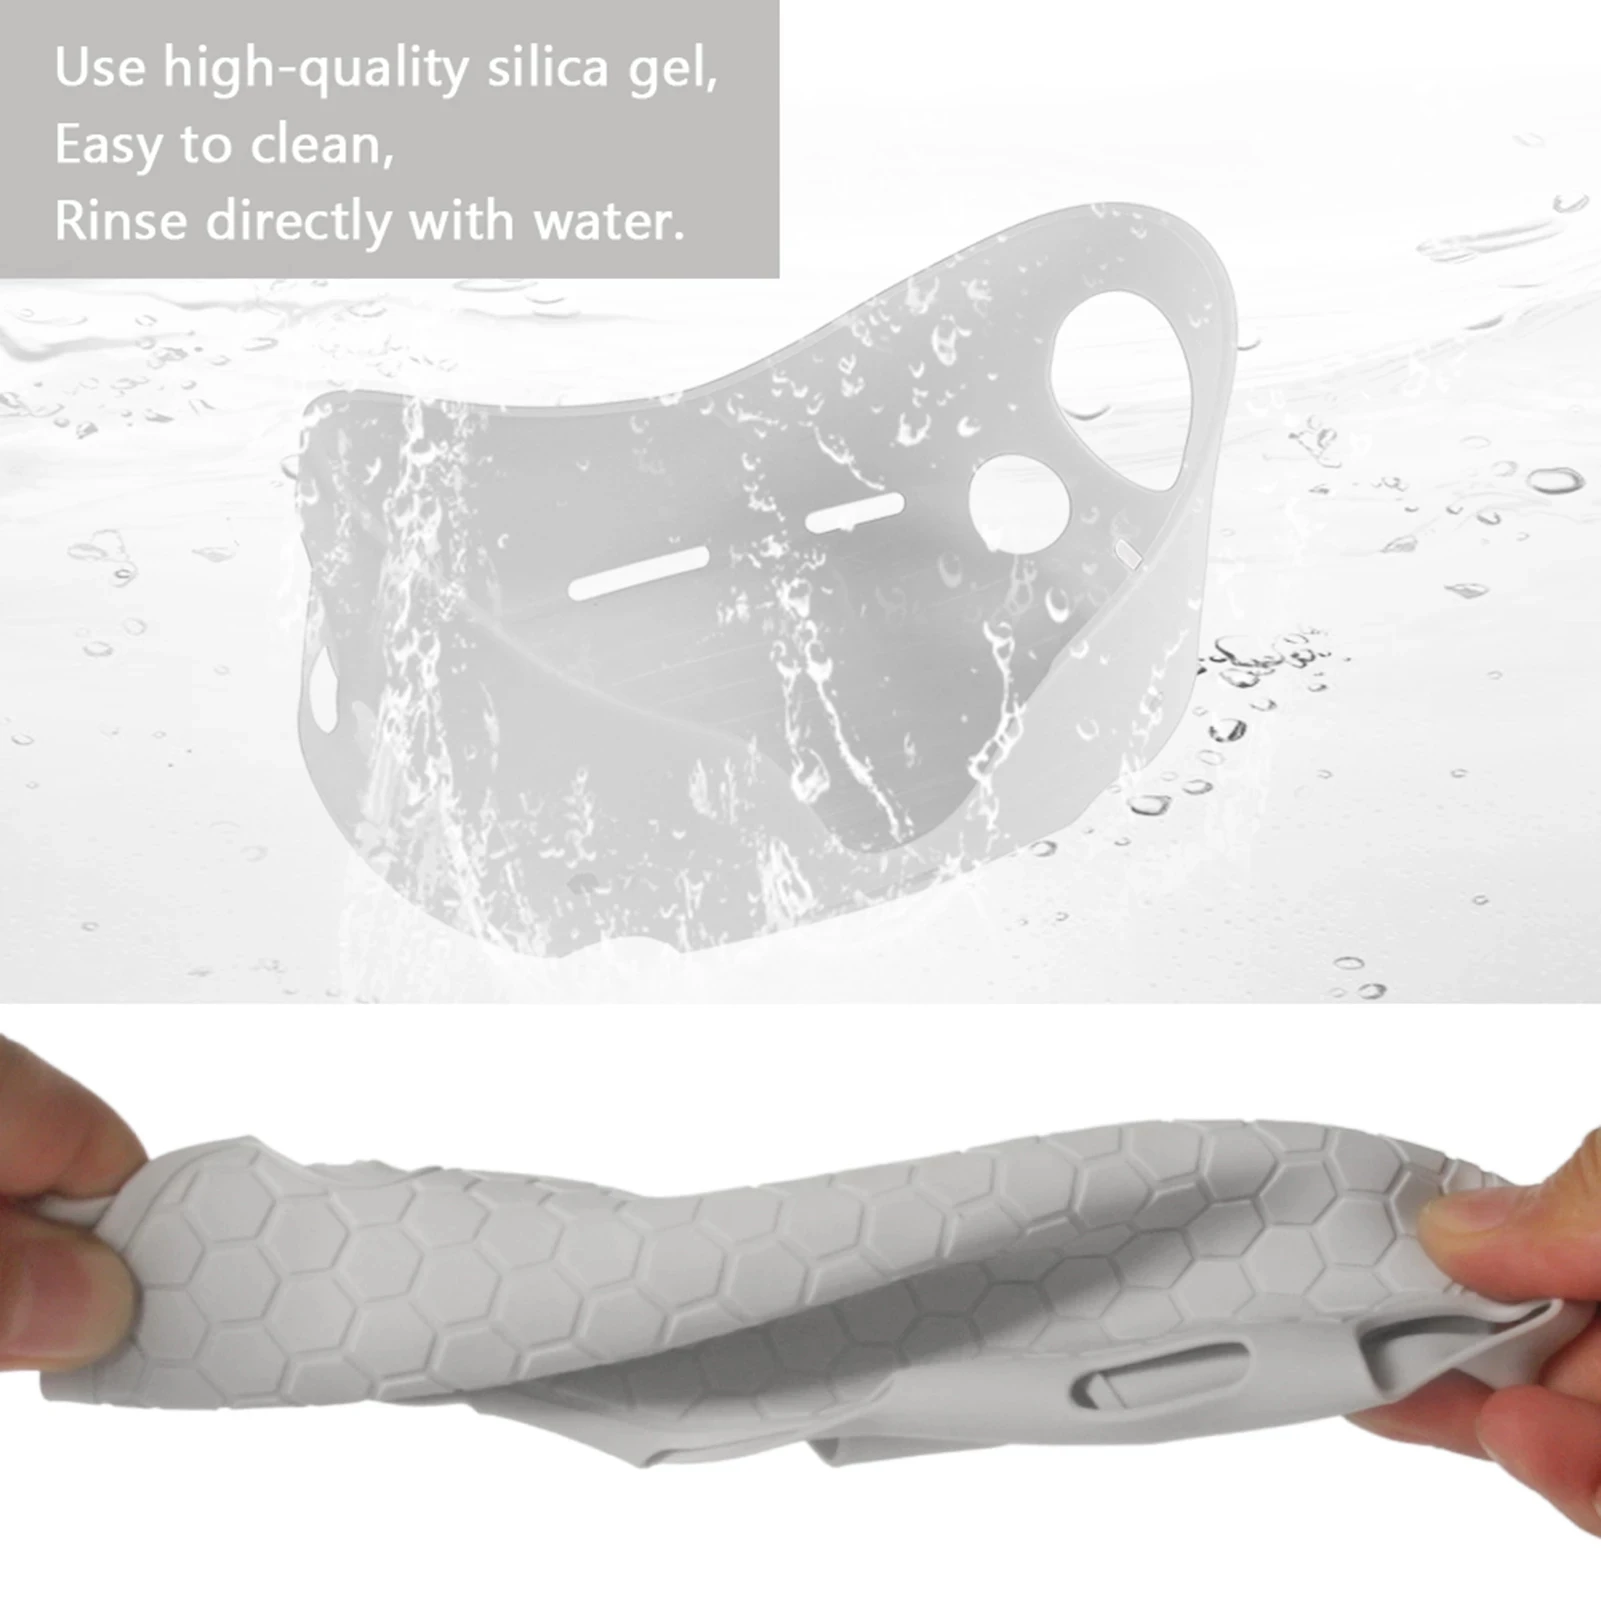 Use high-quality silica gel,
Easy to clean,
Rinse directly with water.